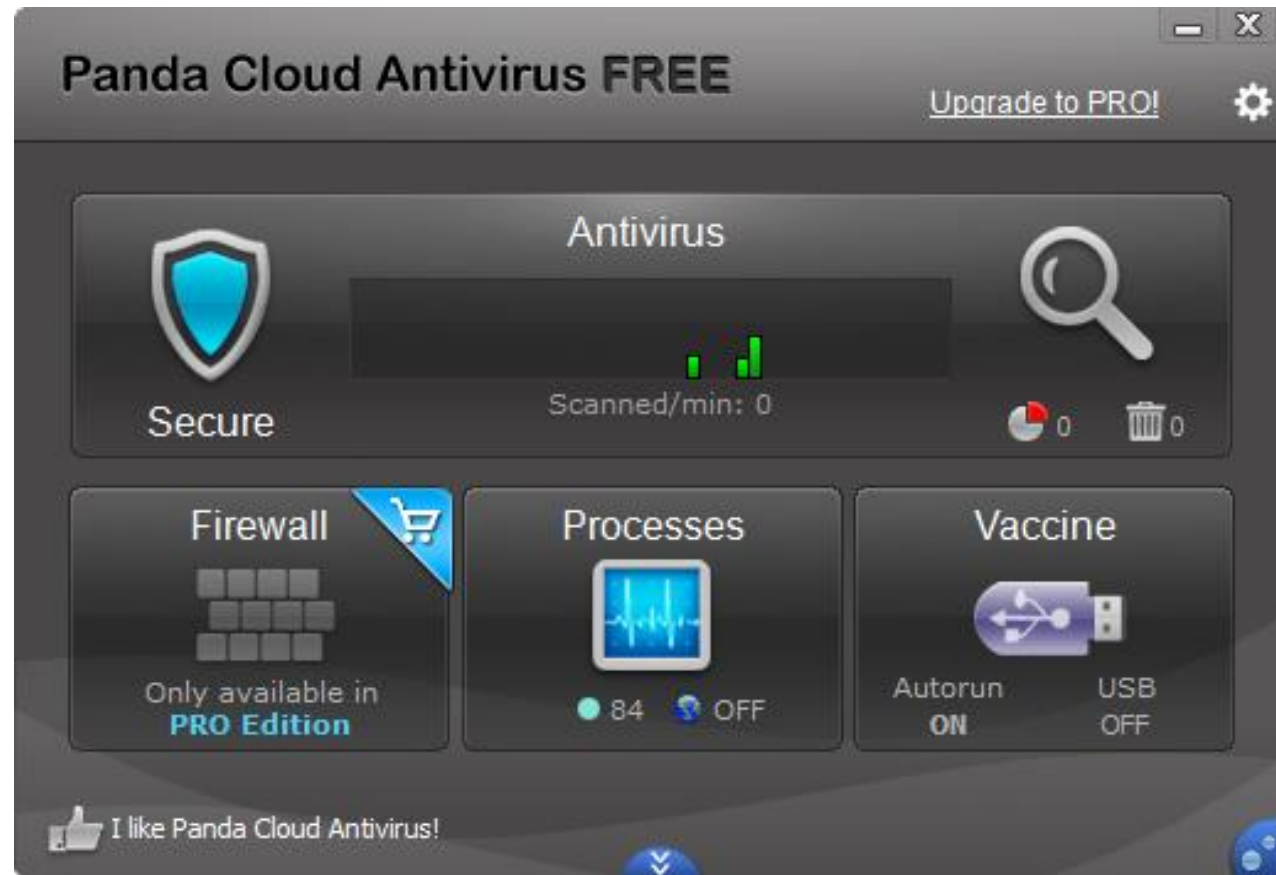 Panda Cloud Antivirus FREE
Upgrade to PRO!
Antivirus
Secure
Scanned/min: 0
0
0
Firewall
Only available in
PRO Edition
Processes
84 OFF
Vaccine
Autorun USB
ON OFF
I like Panda Cloud Antivirus!